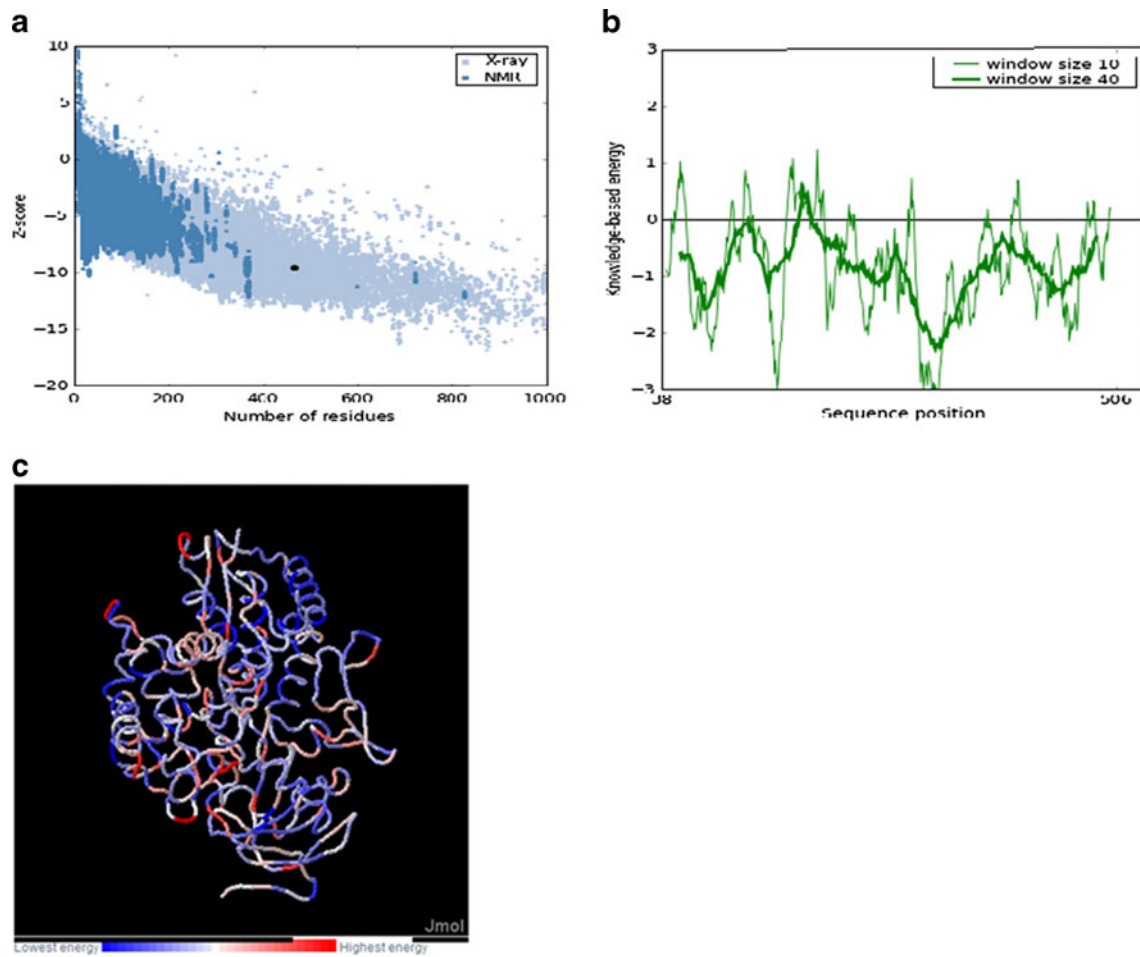 a
10
5
0
−5
−10
−15
−20
Z-score
X-ray
NMR
0
200
400
600
800
1000
Number of residues
b
3
2
1
0
−1
−2
−3
Knowledge-based energy
window size 10
window size 40
38
506
Sequence position
c
Jmol
Lowest energy
Highest energy